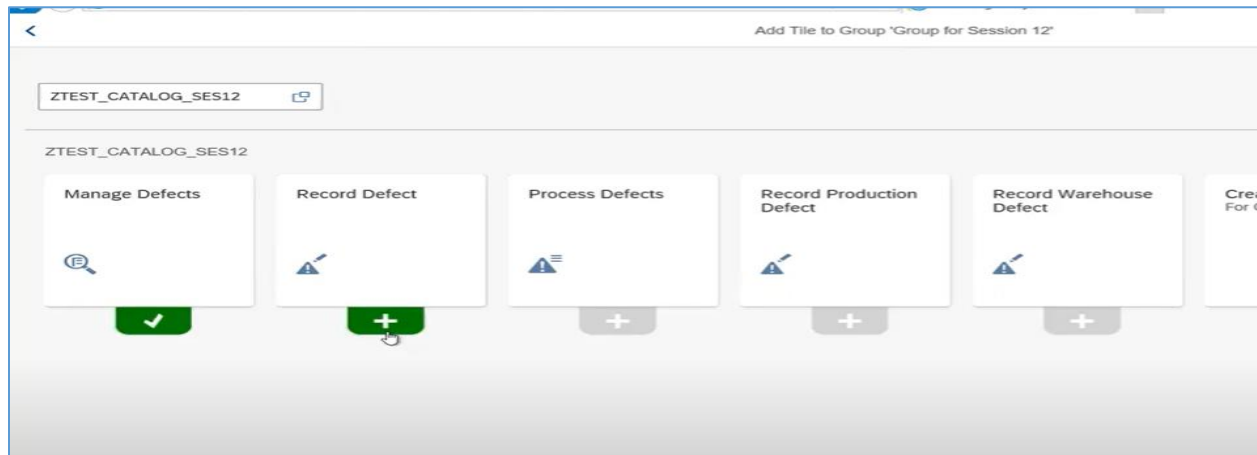 Add Tile to Group 'Group for Session 12'
ZTEST_CATALOG_SES12
ZTEST_CATALOG_SES12
Manage Defects
Record Defect
Process Defects
Record Production
Defect
Record Warehouse
Defect